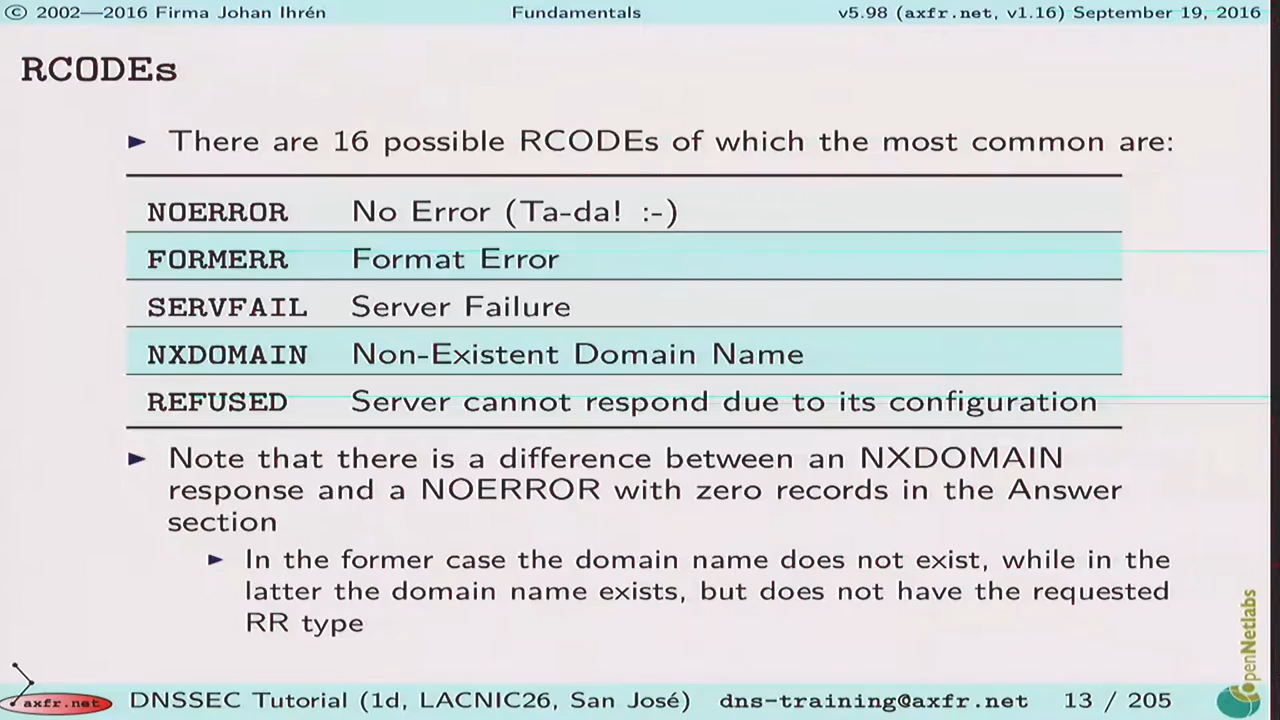 © 2002—2016 Firma Johan Ihrén Fundamentals v5.98 (axfr.net, v1.16) September 19, 2016
RCODEs
► There are 16 possible RCODEs of which the most common are:
NOERROR No Error (Ta-da! :-)
FORMERR Format Error
SERVFAIL Server Failure
NXDOMAIN Non-Existent Domain Name
REFUSED Server cannot respond due to its configuration
► Note that there is a difference between an NXDOMAIN
response and a NOERROR with zero records in the Answer
section
► In the former case the domain name does not exist, while in the
latter the domain name exists, but does not have the requested
RR type
OpenNetlabs
axfr.net DNSSEC Tutorial (1d, LACNIC26, San José) dns-training@axfr.net 13 / 205